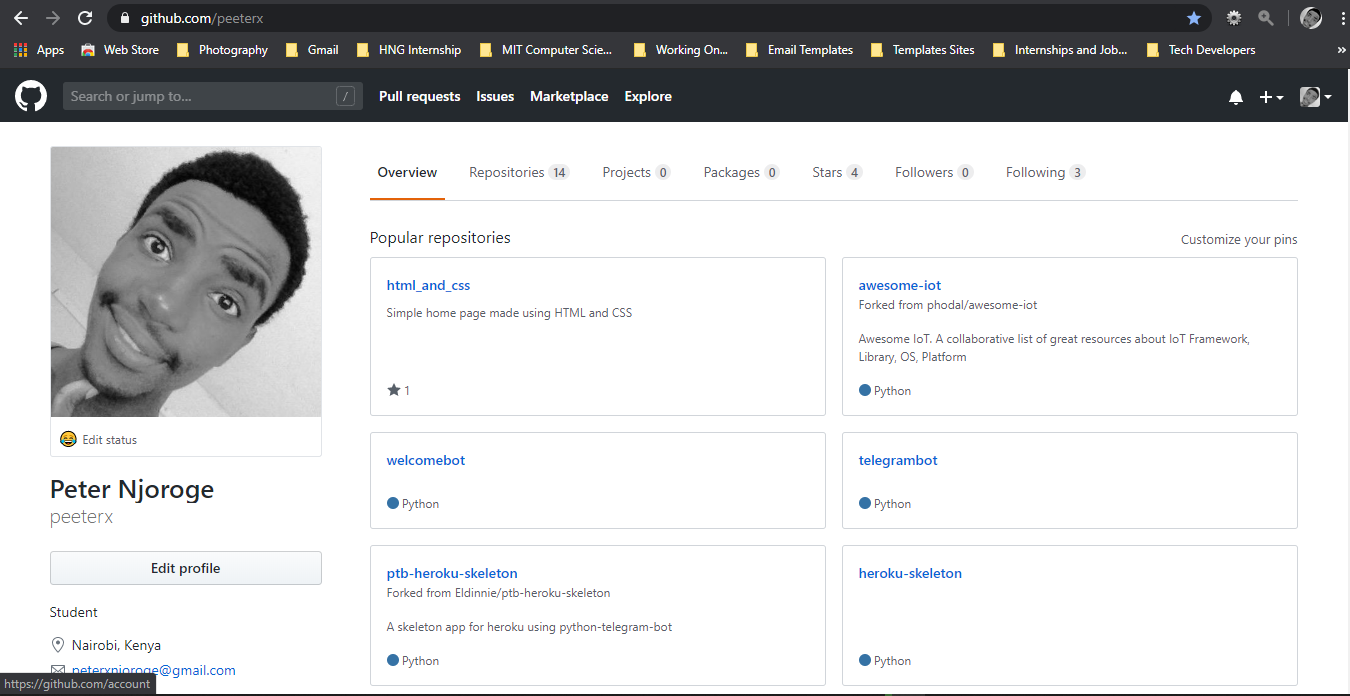 github.com/peeterx
Apps Web Store Photography Gmail HNG Internship MIT Computer Scie... Working On... Email Templates Templates Sites Internships and Job... Tech Developers »
Search or jump to... / Pull requests Issues Marketplace Explore
Overview Repositories 14 Projects 0 Packages 0 Stars 4 Followers 0 Following 3
Popular repositories Customize your pins
html_and_css
Simple home page made using HTML and CSS
1
awesome-iot
Forked from phodal/awesome-iot
Awesome IoT. A collaborative list of great resources about IoT Framework,
Library, OS, Platform
Python
welcomebot
Python
telegrambot
Python
ptb-heroku-skeleton
Forked from Eldinnie/ptb-heroku-skeleton
A skeleton app for heroku using python-telegram-bot
Python
heroku-skeleton
Python
Edit status
Peter Njoroge
peeterx
Edit profile
Student
Nairobi, Kenya
peterxnjoroge@gmail.com
https://github.com/account